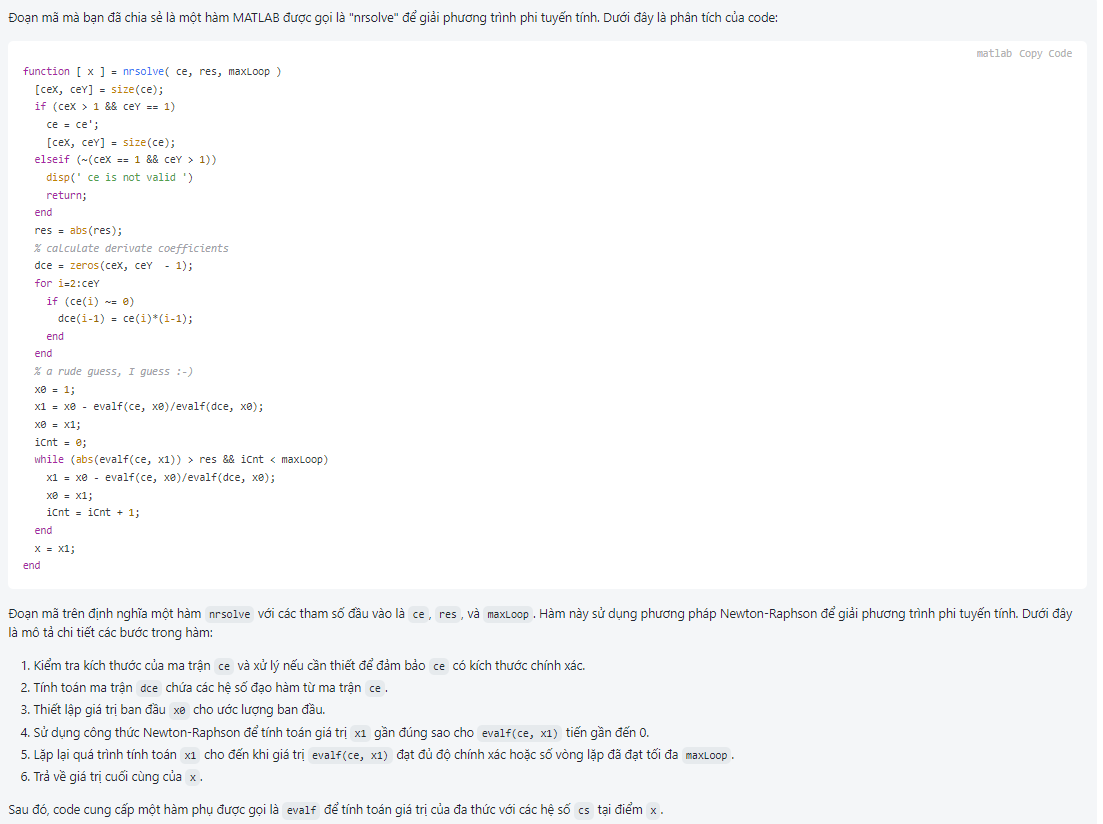 Đoạn mã mà bạn đã chia sẻ là một hàm MATLAB được gọi là "nrsolve" để giải phương trình phi tuyến tính. Dưới đây là phân tích của code:
matlab Copy Code
function [ x ] = nrsolve( ce, res, maxLoop )
[ceX, ceY] = size(ce);
if (ceX > 1 && ceY == 1)
ce = ce';
[ceX, ceY] = size(ce);
elseif (~(ceX == 1 && ceY > 1))
disp(' ce is not valid ')
return;
end
res = abs(res);
% calculate derivate coefficients
dce = zeros(ceX, ceY - 1);
for i=2:ceY
if (ce(i) ~= 0)
dce(i-1) = ce(i)*(i-1);
end
end
% a rude guess, I guess :-)
x0 = 1;
x1 = x0 - evalf(ce, x0)/evalf(dce, x0);
x0 = x1;
iCnt = 0;
while (abs(evalf(ce, x1)) > res && iCnt < maxLoop)
x1 = x0 - evalf(ce, x0)/evalf(dce, x0);
x0 = x1;
iCnt = iCnt + 1;
end
x = x1;
end
Đoạn mã trên định nghĩa một hàm nrsolve với các tham số đầu vào là ce , res , và maxLoop . Hàm này sử dụng phương pháp Newton-Raphson để giải phương trình phi tuyến tính. Dưới đây
là mô tả chi tiết các bước trong hàm:
1. Kiểm tra kích thước của ma trận ce và xử lý nếu cần thiết để đảm bảo ce có kích thước chính xác.
2. Tính toán ma trận dce chứa các hệ số đạo hàm từ ma trận ce .
3. Thiết lập giá trị ban đầu x0 cho ước lượng ban đầu.
4. Sử dụng công thức Newton-Raphson để tính toán giá trị x1 gần đúng sao cho evalf(ce, x1) tiến gần đến 0.
5. Lặp lại quá trình tính toán x1 cho đến khi giá trị evalf(ce, x1) đạt đủ độ chính xác hoặc số vòng lặp đã đạt tối đa maxLoop .
6. Trả về giá trị cuối cùng của x .
Sau đó, code cung cấp một hàm phụ được gọi là evalf để tính toán giá trị của đa thức với các hệ số cs tại điểm x .